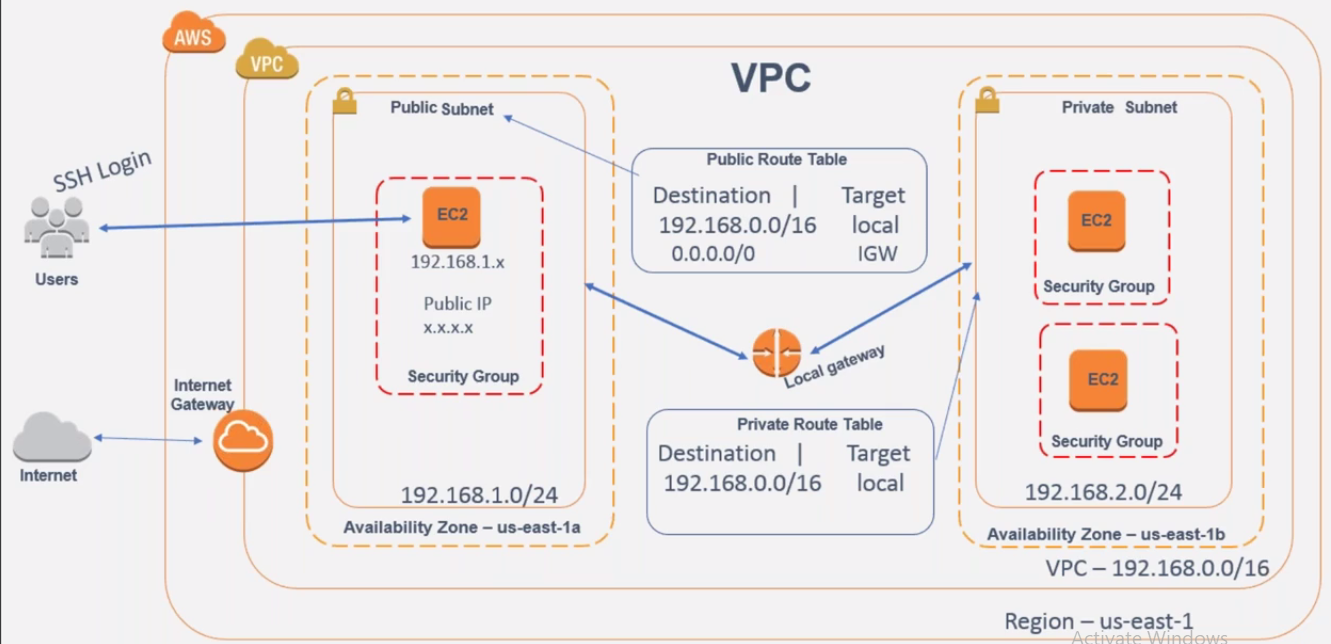 AWS
VPC
VPC
Public Subnet
Private Subnet
SSH Login
Users
EC2
192.168.1.x
Public IP
x.x.x.x
Security Group
Public Route Table
Destination | Target
192.168.0.0/16 local
0.0.0.0/0 IGW
EC2
Security Group
EC2
Security Group
Local gateway
Internet
Gateway
Internet
Private Route Table
Destination | Target
192.168.0.0/16 local
192.168.1.0/24
Availability Zone – us-east-1a
192.168.2.0/24
Availability Zone – us-east-1b
VPC – 192.168.0.0/16
Region – us-east-1
Activate Windows